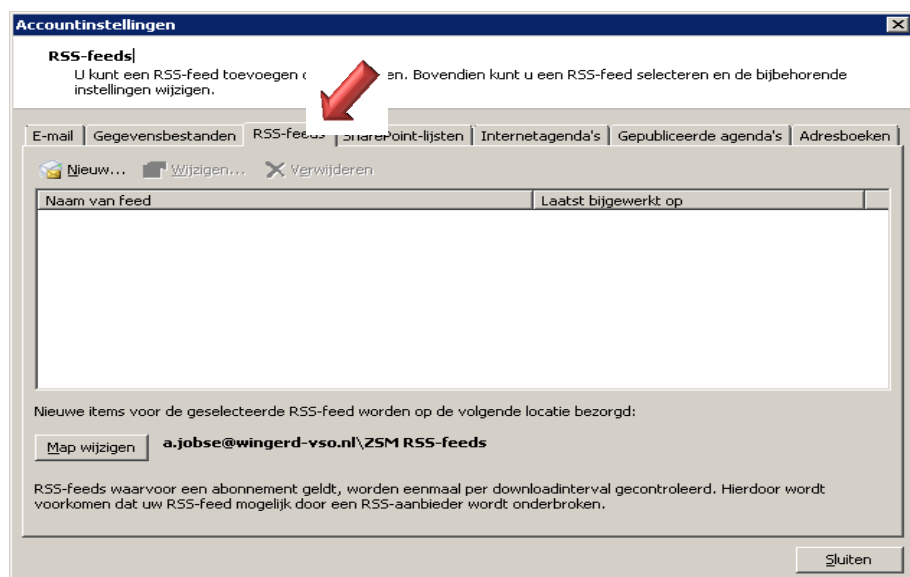 Accountinstellingen
RSS-feeds
U kunt een RSS-feed toevoegen en. Bovendien kunt u een RSS-feed selecteren en de bijbehorende
instellingen wijzigen.
E-mail Gegevensbestanden RSS-feeds SharePoint-lijsten Internetagenda's Gepubliceerde agenda's Adresboeken
Nieuw... Wijzigen... Verwijderen
Naam van feed Laatst bijgewerkt op
Nieuwe items voor de geselecteerde RSS-feed worden op de volgende locatie bezorgd:
Map wijzigen a.jobse@wingerd-vso.nl\ZSM RSS-feeds
RSS-feeds waarvoor een abonnement geldt, worden eenmaal per downloadinterval gecontroleerd. Hierdoor wordt
voorkomen dat uw RSS-feed mogelijk door een RSS-aanbieder wordt onderbroken.
Sluiten